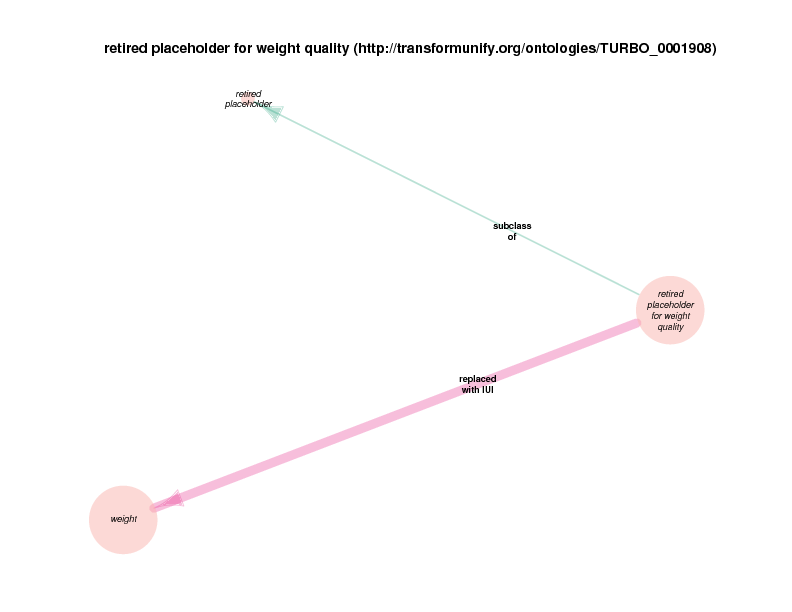 retired placeholder for weight quality (http://transformunify.org/ontologies/TURBO_0001908)
retired
placeholder
subclass
of
retired
placeholder
for weight
quality
replaced
with IUI
weight